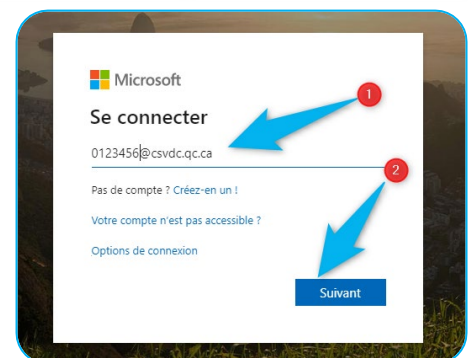 Microsoft
1
Se connecter
0123456@csvdc.qc.ca
2
Pas de compte ? Créez-en un !
Votre compte n'est pas accessible ?
Options de connexion
Suivant